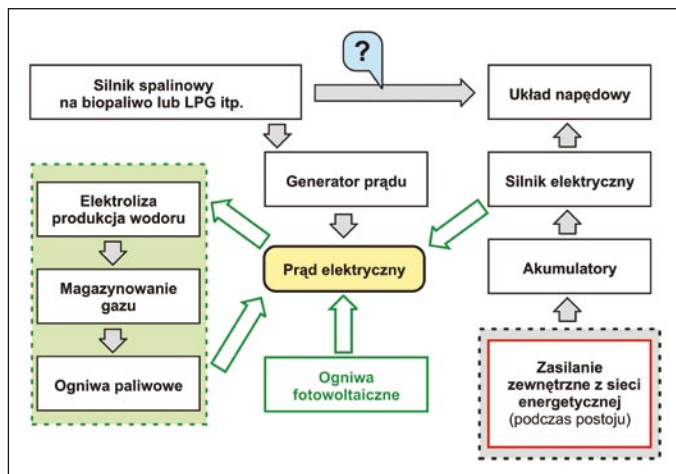 ?
Silnik spalinowy
na biopaliwo lub LPG itp.
Układ napędowy
Generator prądu
Silnik elektryczny
Elektroliza
produkcja wodoru
Prąd elektryczny
Akumulatory
Magazynowanie
gazu
Ogniwa paliwowe
Ogniwa
fotowoltaiczne
Zasilanie
zewnętrzne z sieci
energetycznej
(podczas postoju)